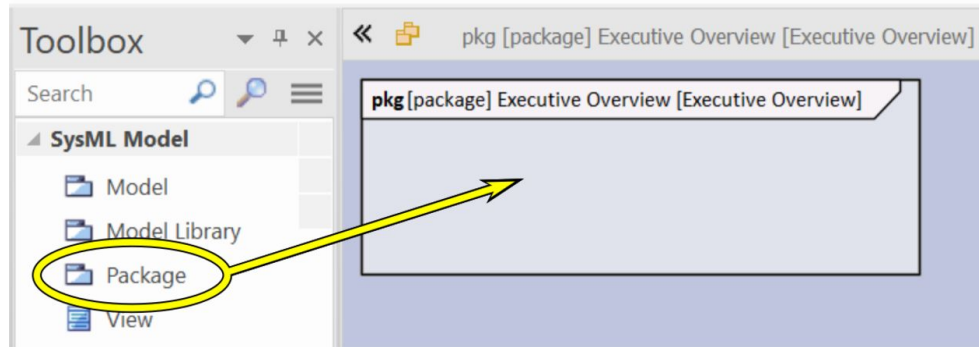 Toolbox
Search
SysML Model
Model
Model Library
Package
View
pkg [package] Executive Overview [Executive Overview]
pkg [package] Executive Overview [Executive Overview]